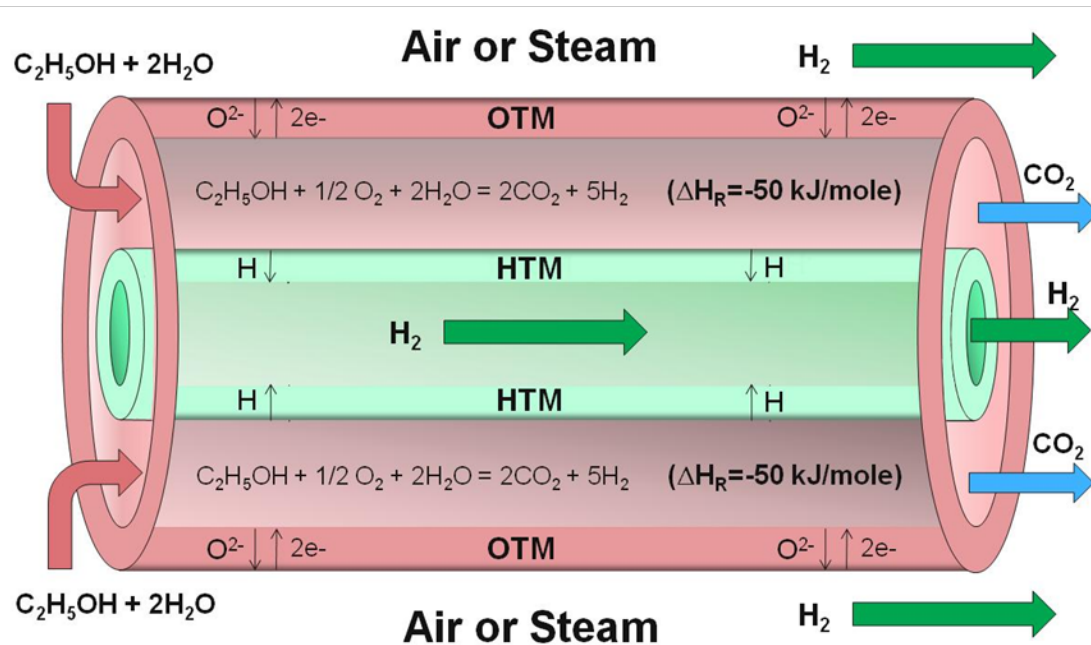 Air or Steam
H₂
C₂H₅OH + 2H₂O
O²⁻ 2e- OTM O²⁻ 2e-
C₂H₅OH + 1/2 O₂ + 2H₂O = 2CO₂ + 5H₂ (ΔH_R=-50 kJ/mole)
CO₂
H HTM H
H₂
H₂
H HTM H
CO₂
C₂H₅OH + 1/2 O₂ + 2H₂O = 2CO₂ + 5H₂ (ΔH_R=-50 kJ/mole)
O²⁻ 2e- OTM O²⁻ 2e-
C₂H₅OH + 2H₂O
Air or Steam
H₂